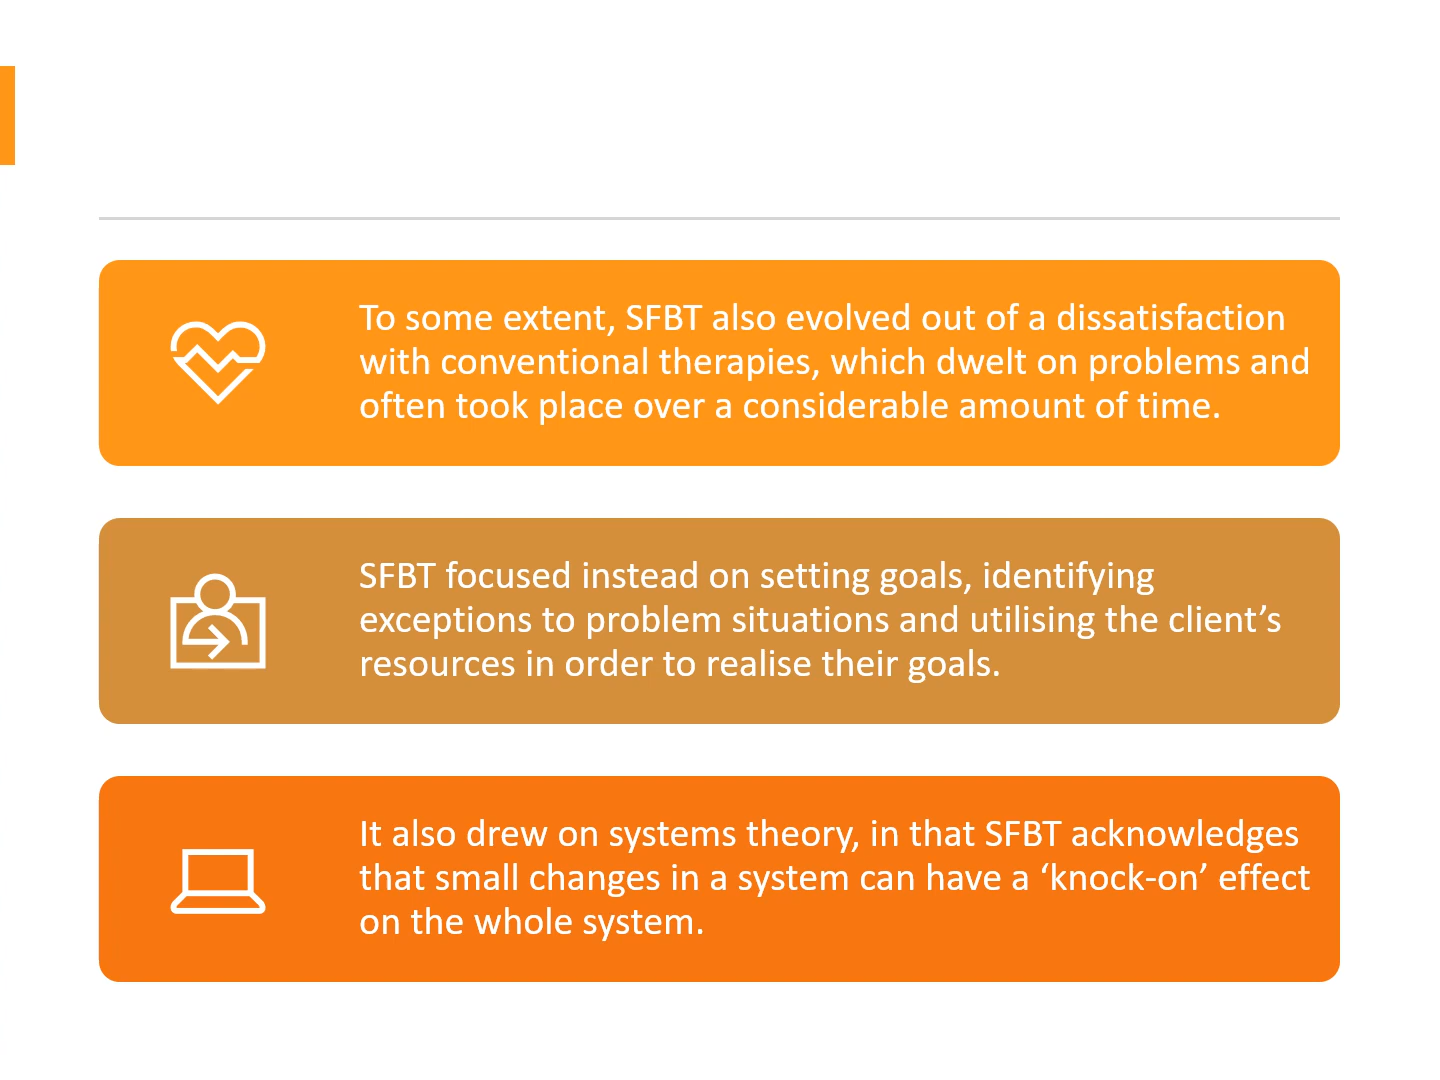 To some extent, SFBT also evolved out of a dissatisfaction
with conventional therapies, which dwelt on problems and
often took place over a considerable amount of time.
SFBT focused instead on setting goals, identifying
exceptions to problem situations and utilising the client’s
resources in order to realise their goals.
It also drew on systems theory, in that SFBT acknowledges
that small changes in a system can have a ‘knock-on’ effect
on the whole system.